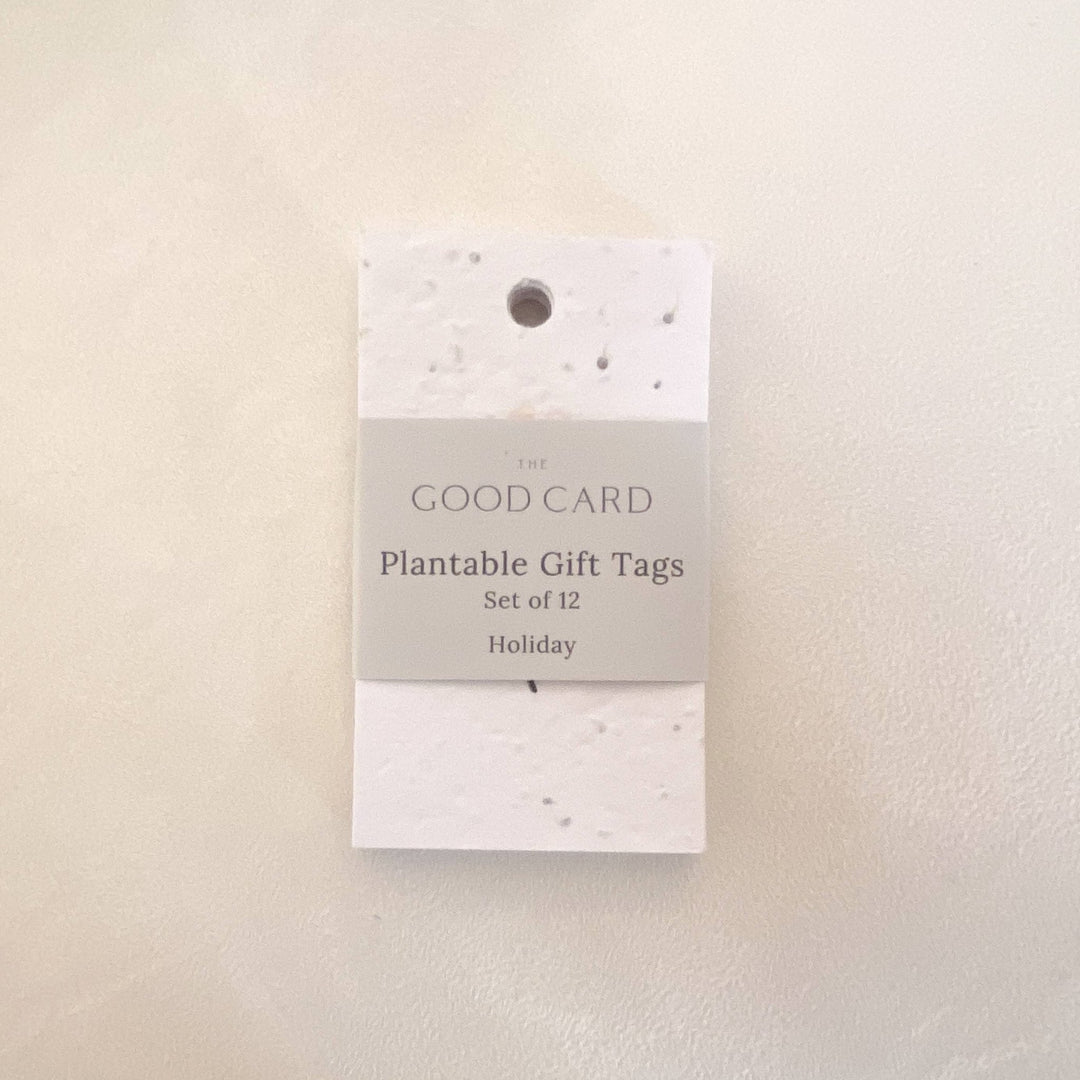 THE
GOOD CARD
Plantable Gift Tags
Set of 12
Holiday